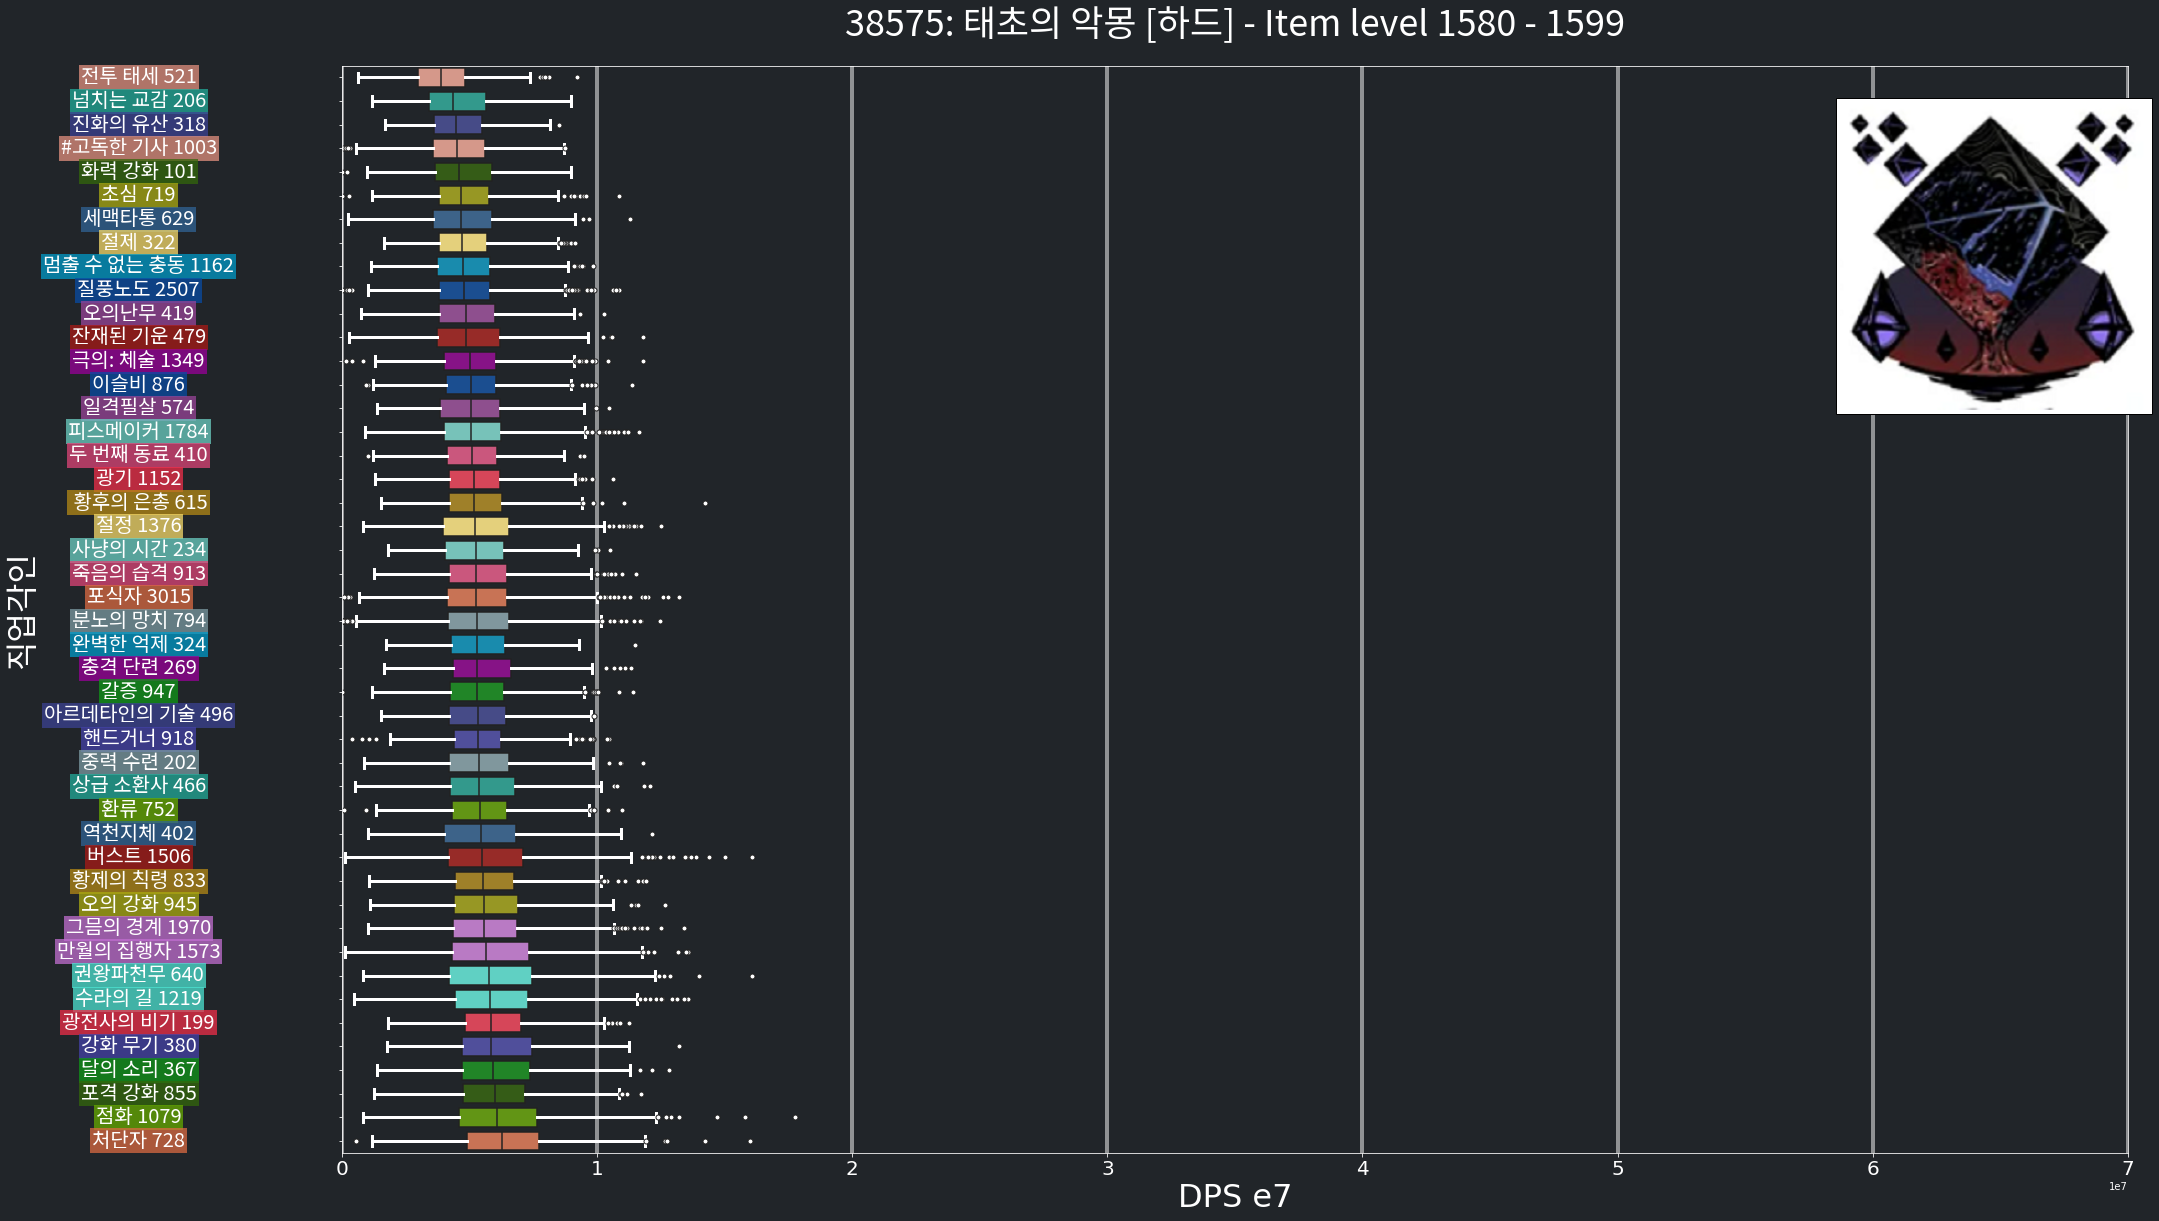 38575: 태초의 악몽 [하드] - Item level 1580 - 1599
전투 태세 521
넘치는 교감 206
진화의 유산 318
#고독한 기사 1003
화력 강화 101
초심 719
세맥타통 629
절제 322
멈출 수 없는 충동 1162
질풍노도 2507
오의난무 419
잔재된 기운 479
극의: 체술 1349
이슬비 876
일격필살 574
피스메이커 1784
두 번째 동료 410
광기 1152
황후의 은총 615
절정 1376
사냥의 시간 234
죽음의 습격 913
포식자 3015
분노의 망치 794
완벽한 억제 324
충격 단련 269
갈증 947
아르데타인의 기술 496
핸드거너 918
중력 수련 202
상급 소환사 466
환류 752
역천지체 402
버스트 1506
황제의 칙령 833
오의 강화 945
그믐의 경계 1970
만월의 집행자 1573
권왕파천무 640
수라의 길 1219
광전사의 비기 199
강화 무기 380
달의 소리 367
포격 강화 855
점화 1079
처단자 728
직업각인
0 1 2 3 4 5 6 7
1e7
DPS e7